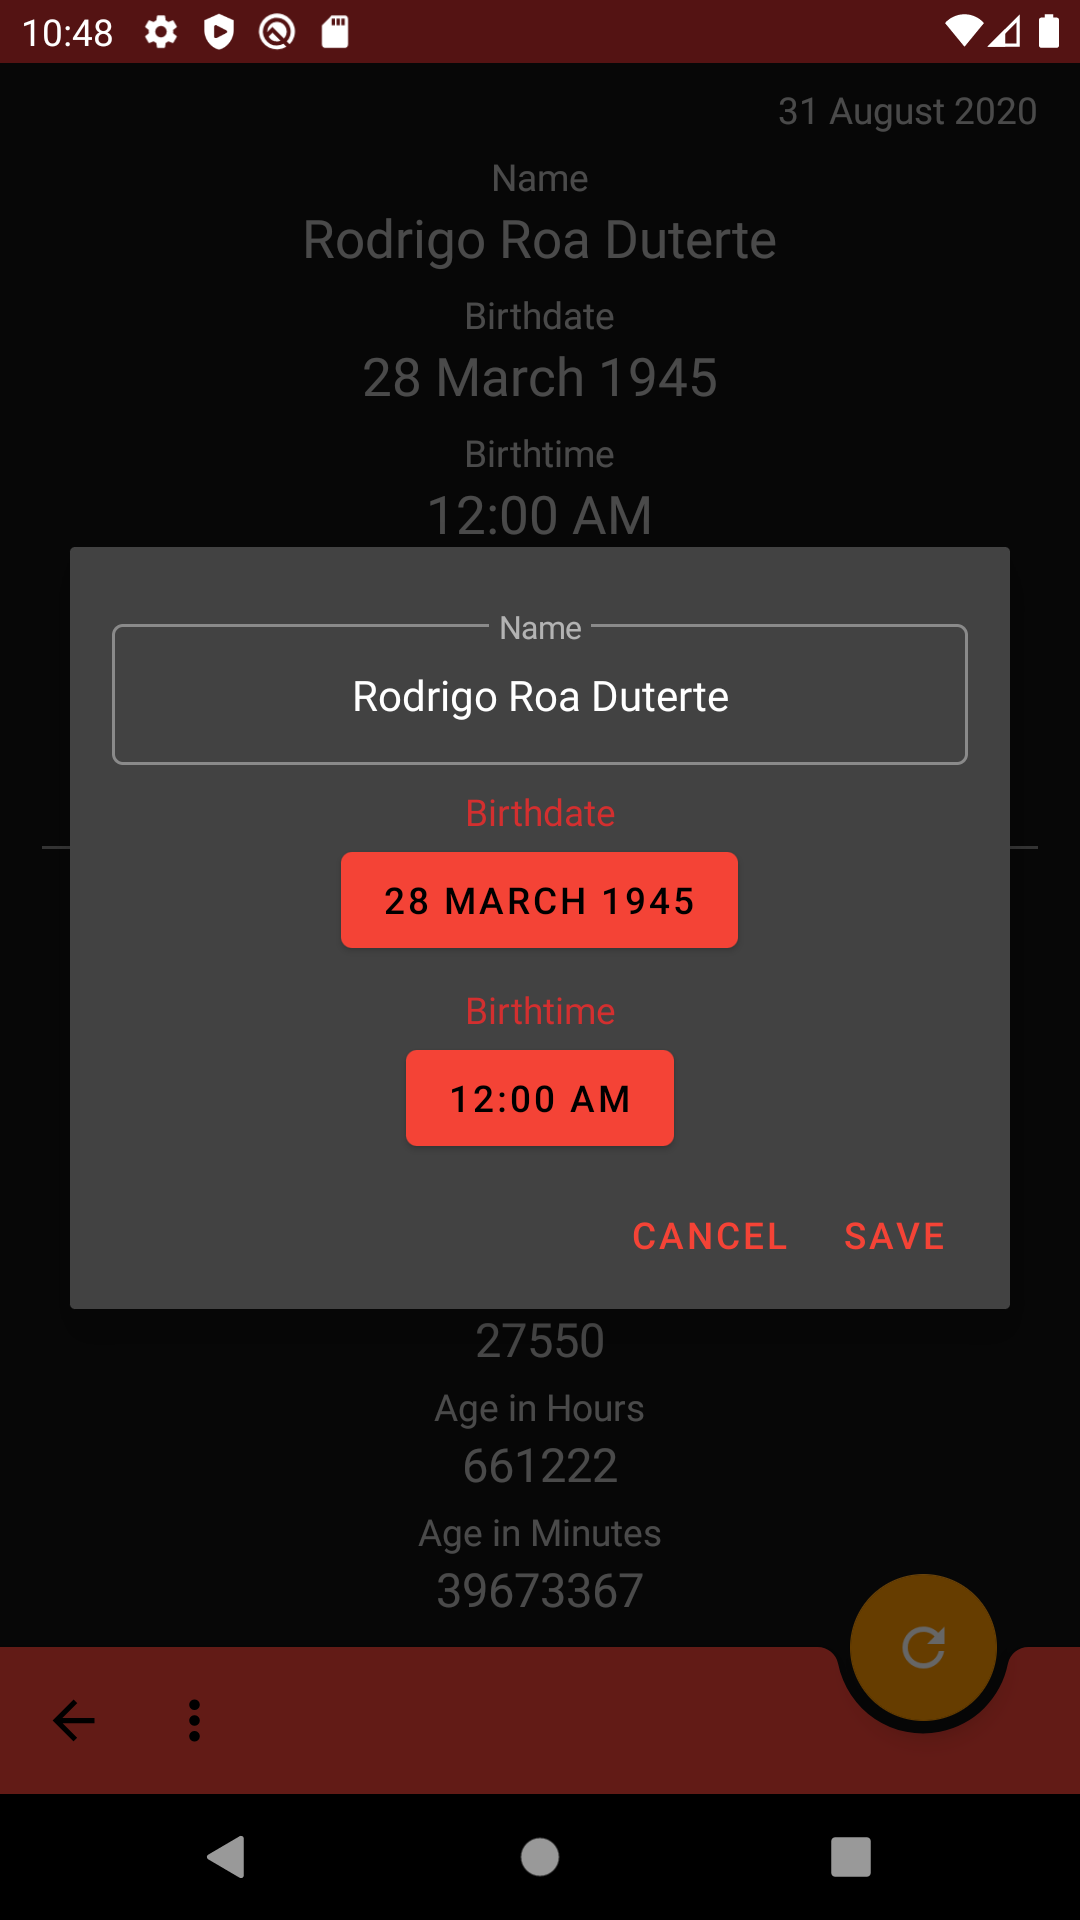 10:48
31 August 2020
Name
Rodrigo Roa Duterte
Birthdate
28 March 1945
Birthtime
12:00 AM
Name
Rodrigo Roa Duterte
Birthdate
28 MARCH 1945
Birthtime
12:00 AM
CANCEL SAVE
27550
Age in Hours
661222
Age in Minutes
39673367